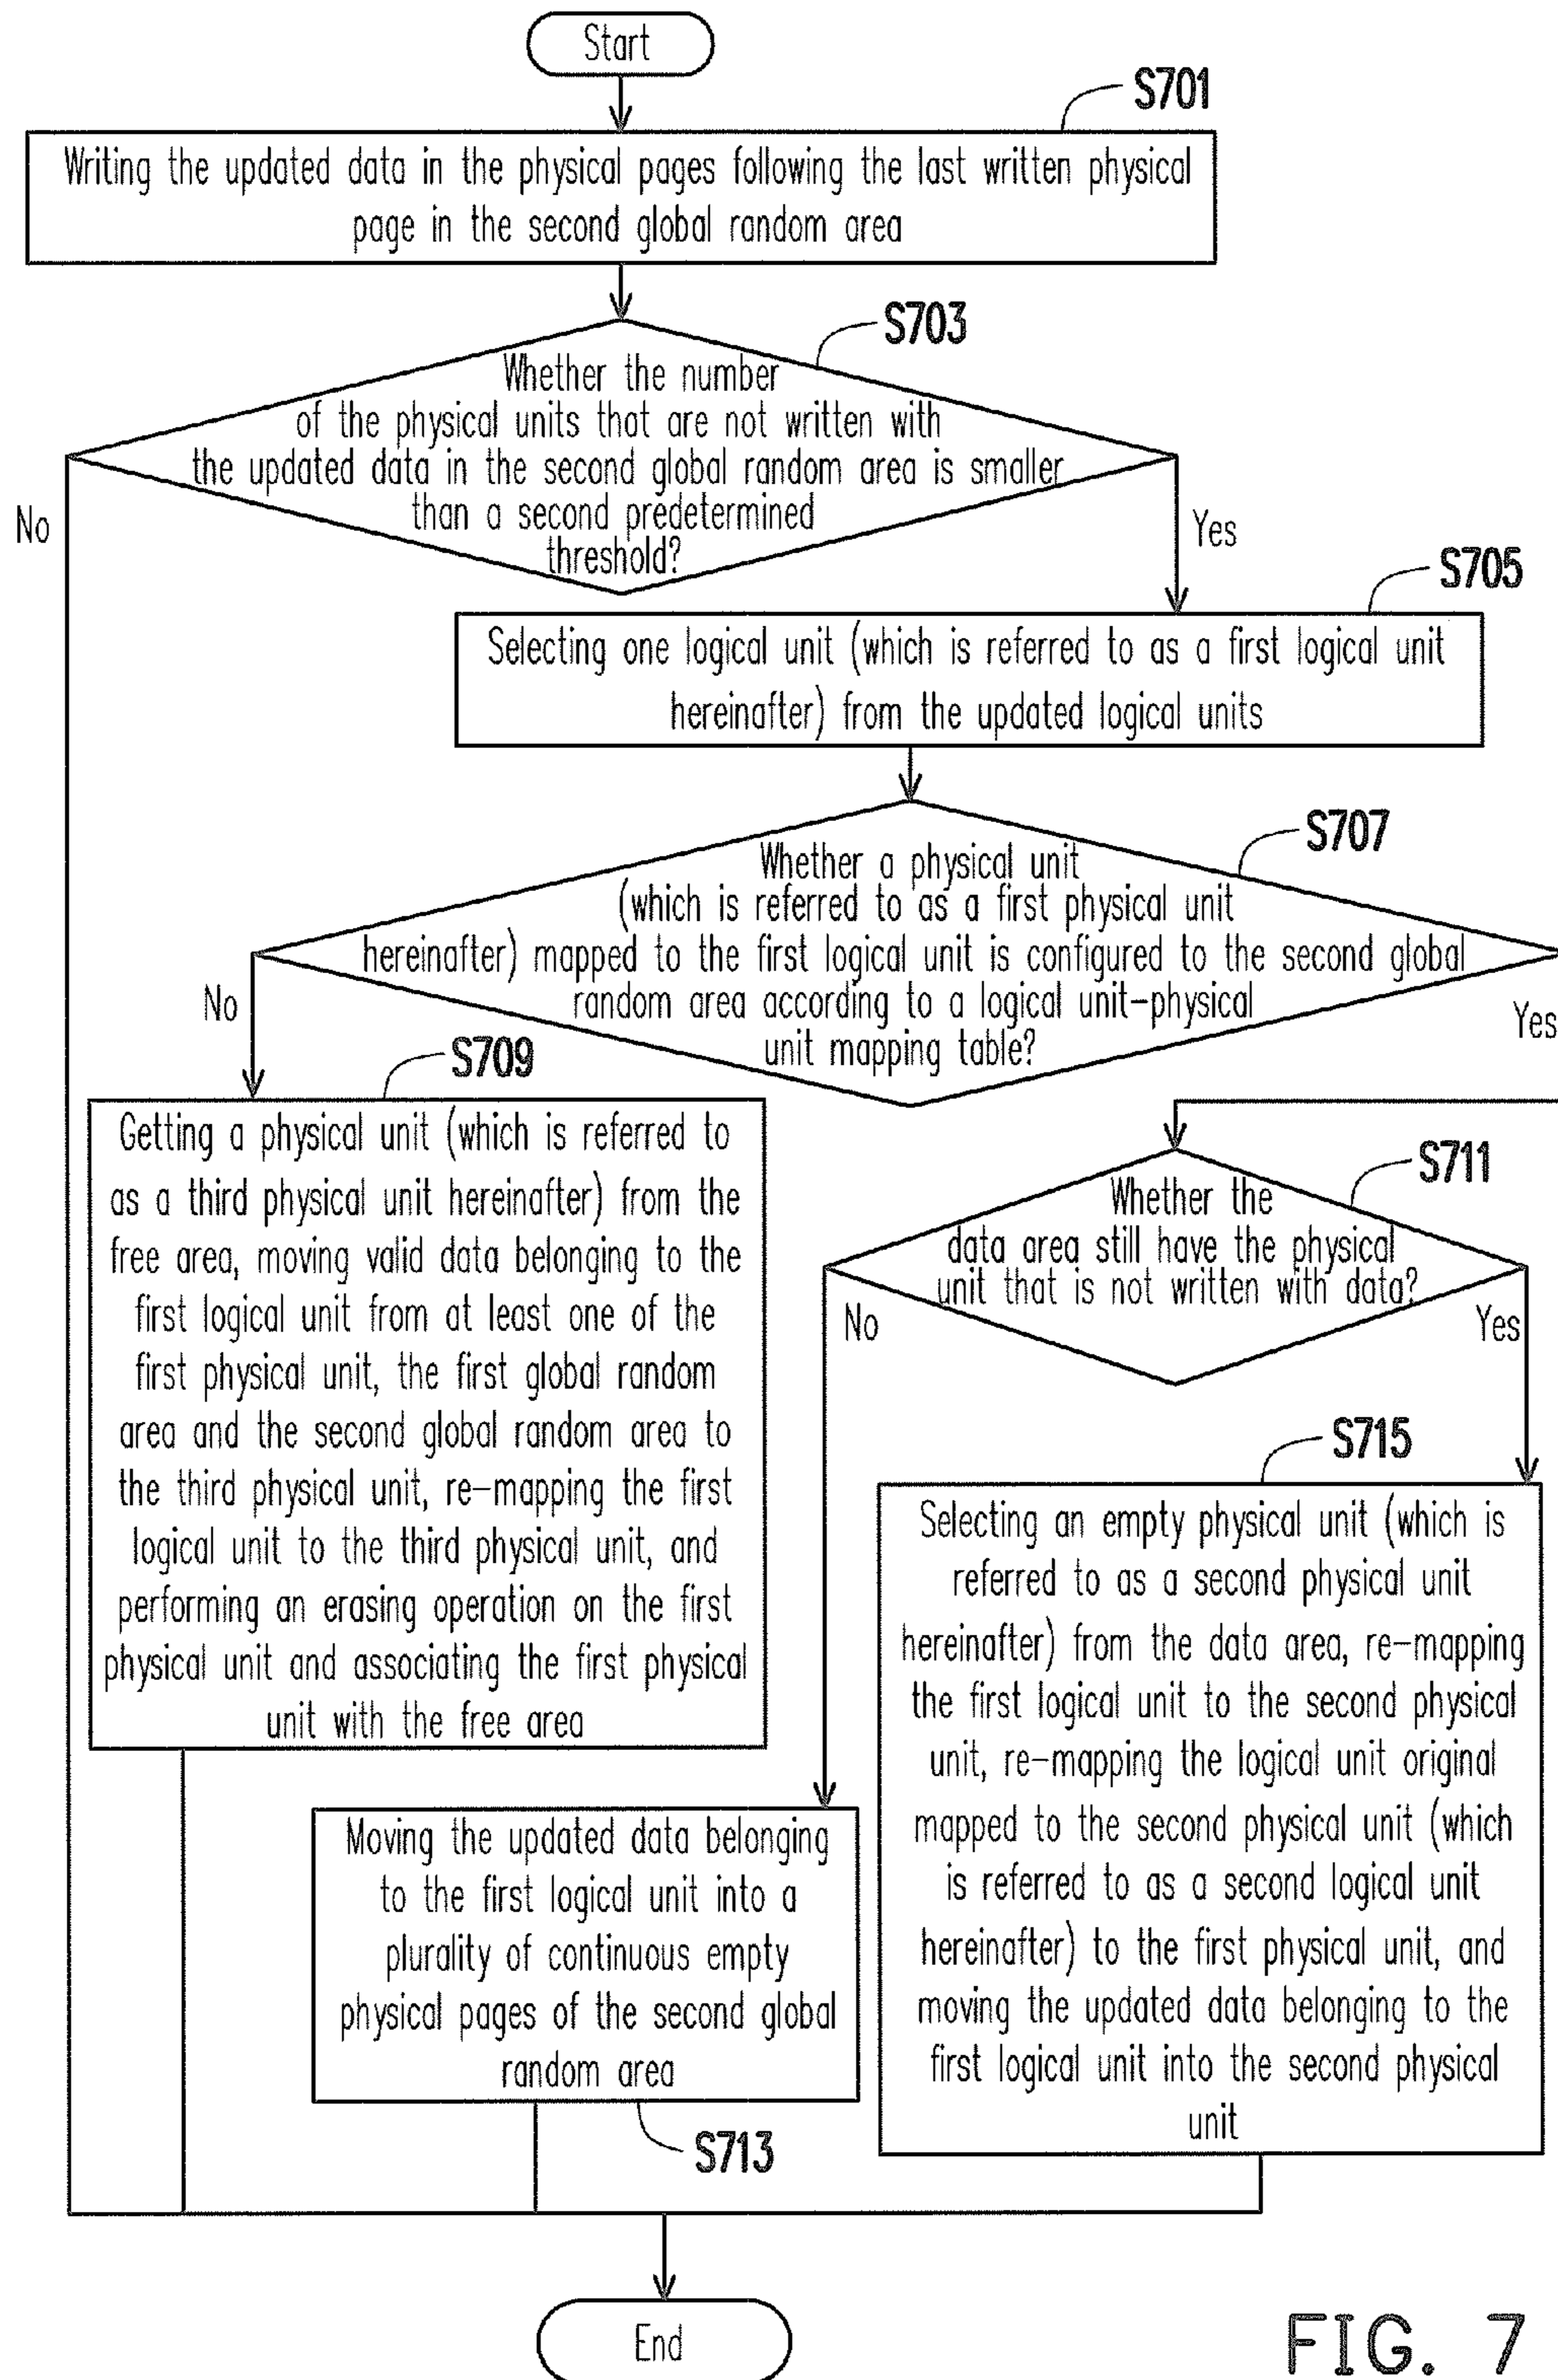 Start
S701
Writing the updated data in the physical pages following the last written physical
page in the second global random area
S703
Whether the number
of the physical units that are not written with
the updated data in the second global random area is smaller
than a second predetermined
threshold?
No
Yes
S705
Selecting one logical unit (which is referred to as a first logical unit
hereinafter) from the updated logical units
S707
Whether a physical unit
(which is referred to as a first physical unit
hereinafter) mapped to the first logical unit is configured to the second global
random area according to a logical unit-physical
unit mapping table?
No
Yes
S709
Getting a physical unit (which is referred to
as a third physical unit hereinafter) from the
free area, moving valid data belonging to the
first logical unit from at least one of the
first physical unit, the first global random
area and the second global random area to
the third physical unit, re-mapping the first
logical unit to the third physical unit, and
performing an erasing operation on the first
physical unit and associating the first physical
unit with the free area
S711
Whether the
data area still have the physical
unit that is not written with data?
No
Yes
S715
Selecting an empty physical unit (which is
referred to as a second physical unit
hereinafter) from the data area, re-mapping
the first logical unit to the second physical
unit, re-mapping the logical unit original
mapped to the second physical unit (which
is referred to as a second logical unit
hereinafter) to the first physical unit, and
moving the updated data belonging to the
first logical unit into the second physical
unit
Moving the updated data belonging
to the first logical unit into a
plurality of continuous empty
physical pages of the second global
random area
S713
End
FIG. 7